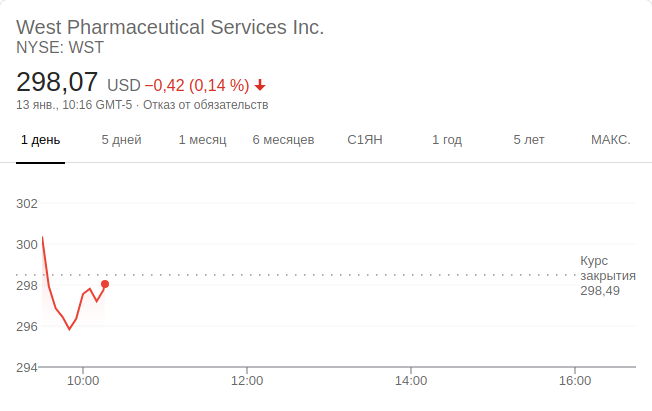 West Pharmaceutical Services Inc.
NYSE: WST
298,07 USD −0,42 (0,14 %)
13 янв., 10:16 GMT-5 · Отказ от обязательств
1 день 5 дней 1 месяц 6 месяцев С1ЯН 1 год 5 лет МАКС.
302
300
Курс
закрытия
298
298,49
296
294
10:00 12:00 14:00 16:00